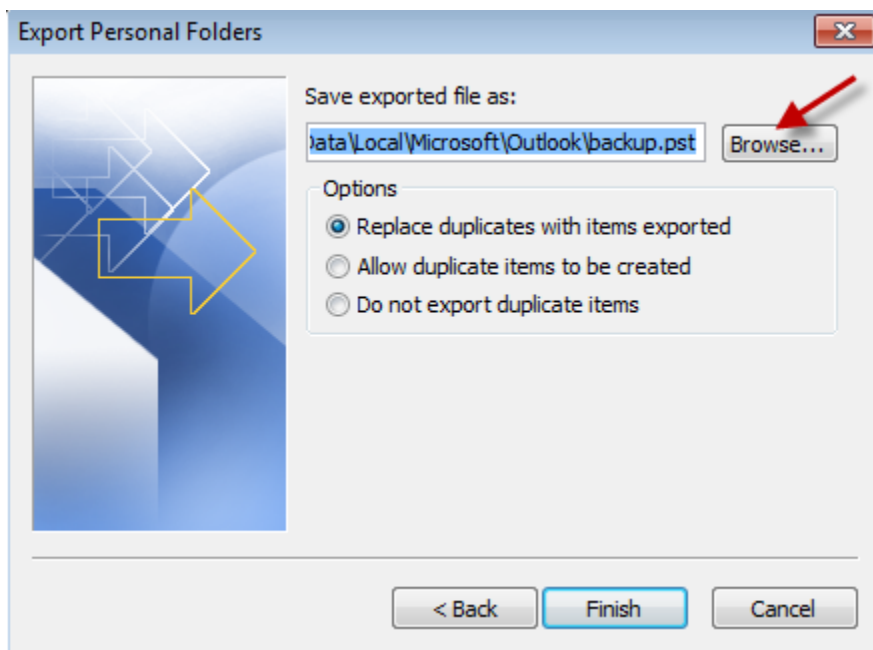 Export Personal Folders
Save exported file as:
Data\Local\Microsoft\Outlook\backup.pst
Browse...
Options
Replace duplicates with items exported
Allow duplicate items to be created
Do not export duplicate items
< Back
Finish
Cancel